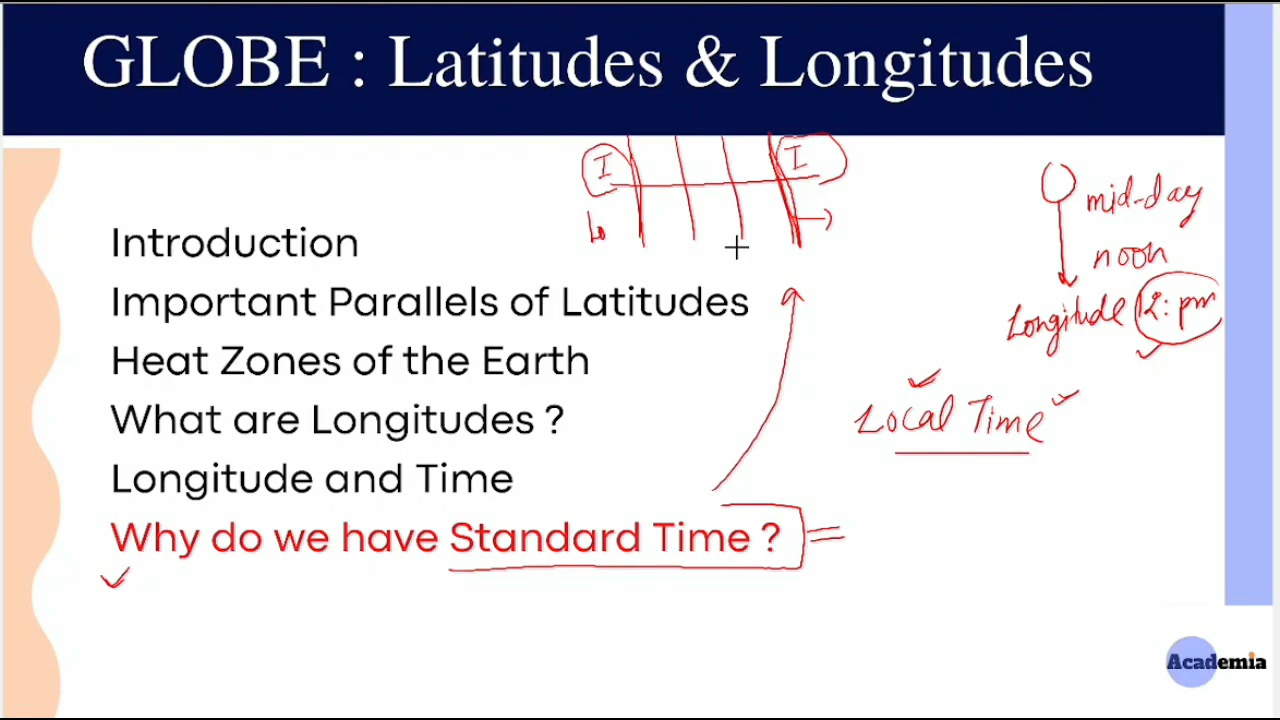 GLOBE : Latitudes & Longitudes
I I
mid-day
noon
Longitude 12: pm
Introduction
Important Parallels of Latitudes
Heat Zones of the Earth
What are Longitudes ?
Local Time
Longitude and Time
Why do we have Standard Time ?
Academia